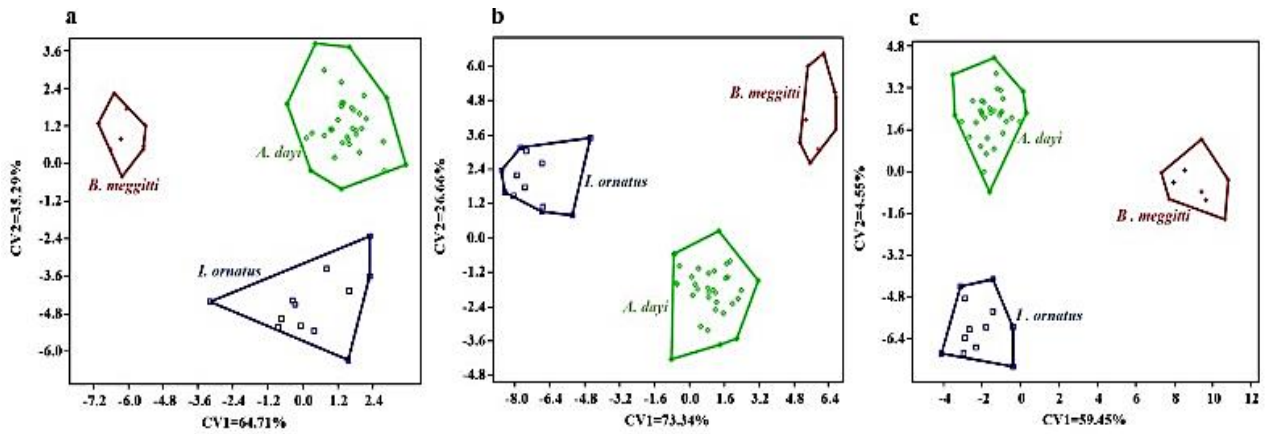 a
3.6
2.4
1.2
0.0
-1.2
-2.4
-3.6
-4.8
-6.0
CV2=35.29%
B. meggitti
A. dayi
I. ornatus
-7.2 -6.0 -4.8 -3.6 -2.4 -1.2 0.0 1.2 2.4
CV1=64.71%
b
6.0
4.8
3.6
2.4
1.2
0.0
-1.2
-2.4
-3.6
-4.8
CV2=26.66%
B. meggitti
I. ornatus
A. dayi
-8.0 -6.4 -4.8 -3.2 -1.6 0.0 1.6 3.2 4.8 6.4
CV1=73.34%
c
4.8
3.2
1.6
0.0
-1.6
-3.2
-4.8
-6.4
CV2=4.55%
A. dayi
B . meggitti
I . ornatus
-4 -2 0 2 4 6 8 10 12
CV1=59.45%